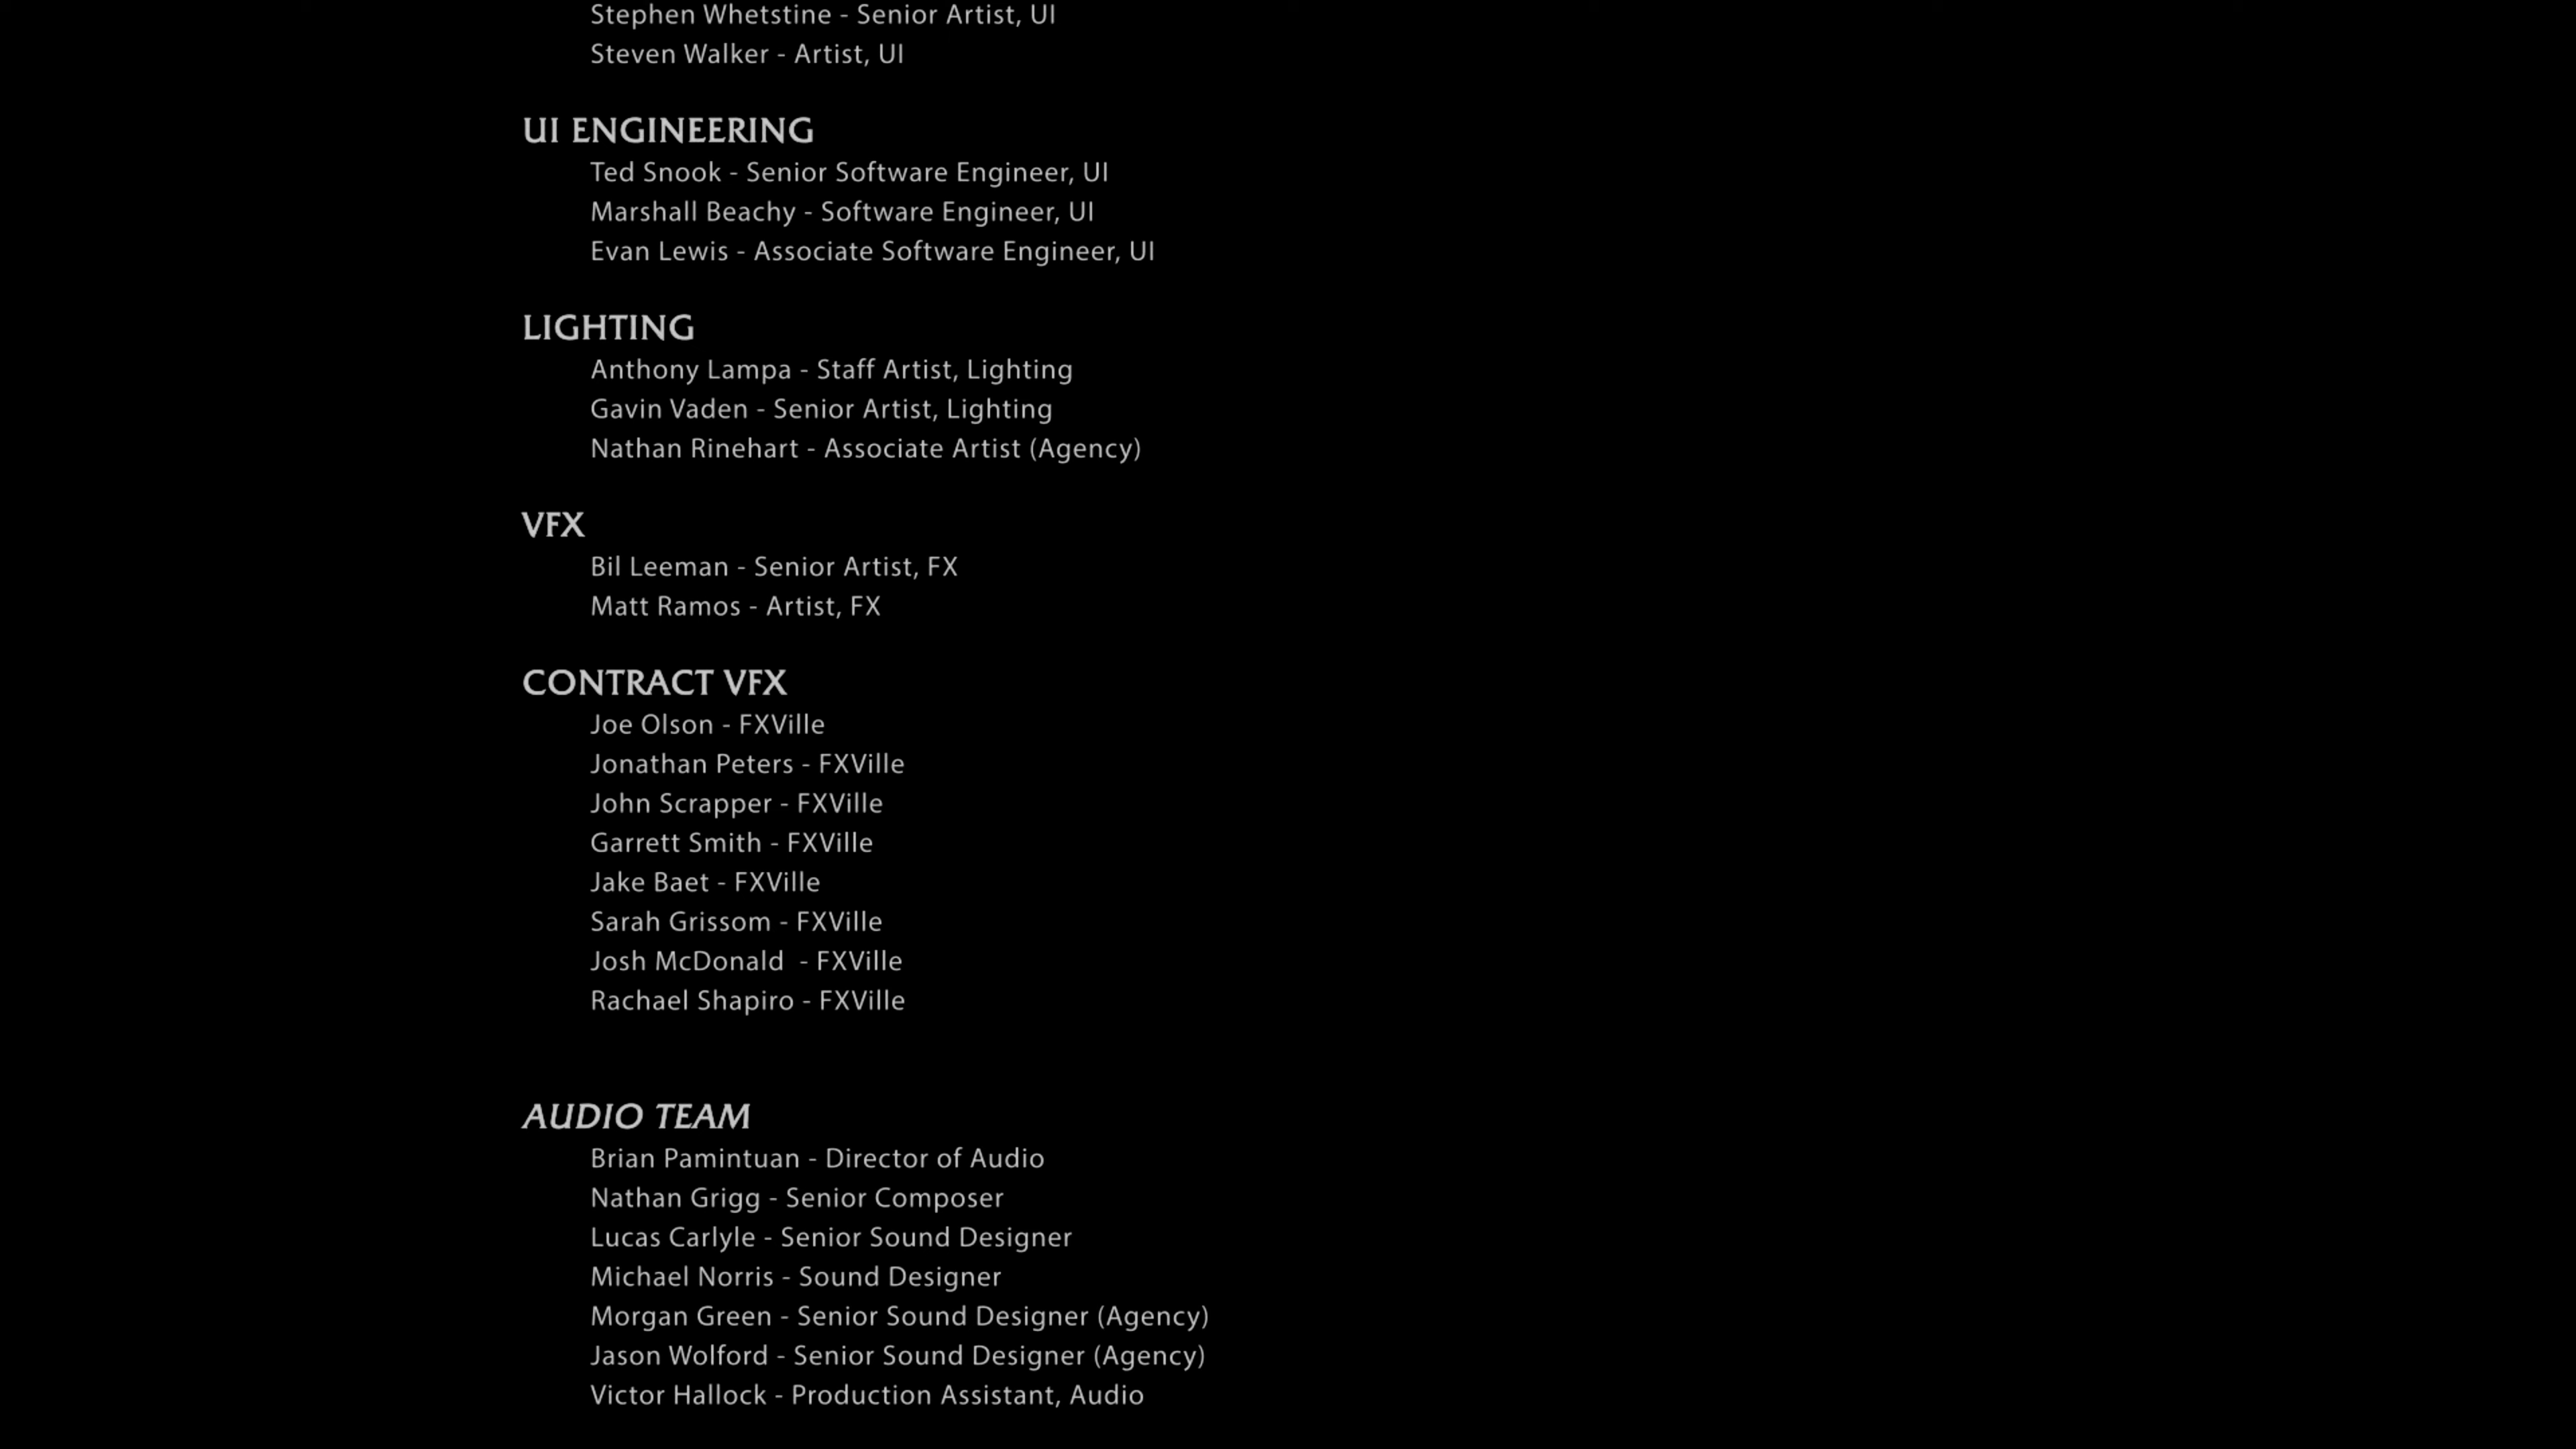 Stephen Whetstine - Senior Artist, UI
Steven Walker - Artist, UI
UI ENGINEERING
Ted Snook - Senior Software Engineer, UI
Marshall Beachy - Software Engineer, UI
Evan Lewis - Associate Software Engineer, UI
LIGHTING
Anthony Lampa - Staff Artist, Lighting
Gavin Vaden - Senior Artist, Lighting
Nathan Rinehart - Associate Artist (Agency)
VFX
Bil Leeman - Senior Artist, FX
Matt Ramos - Artist, FX
CONTRACT VFX
Joe Olson - FXVille
Jonathan Peters - FXVille
John Scrapper - FXVille
Garrett Smith - FXVille
Jake Baet - FXVille
Sarah Grissom - FXVille
Josh McDonald  - FXVille
Rachael Shapiro - FXVille
AUDIO TEAM
Brian Pamintuan - Director of Audio
Nathan Grigg - Senior Composer
Lucas Carlyle - Senior Sound Designer
Michael Norris - Sound Designer
Morgan Green - Senior Sound Designer (Agency)
Jason Wolford - Senior Sound Designer (Agency)
Victor Hallock - Production Assistant, Audio